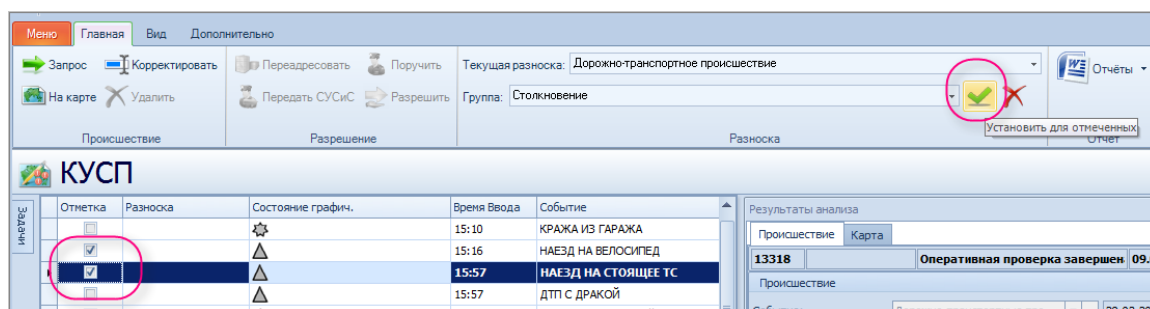 Меню Главная Вид Дополнительно
Запрос Корректировать Переадресовать Поручить Текущая разноска: Дорожно-транспортное происшествие Отчёты
На карте Удалить Передать СУСиС Разрешить Группа: Столкновение
Установить для отмеченных
Происшествие Разрешение Разноска Отчет
КУСП
Задачи
Отметка Разноска Состояние графич. Время Ввода Событие Результаты анализа
15:10 КРАЖА ИЗ ГАРАЖА Происшествие Карта
15:16 НАЕЗД НА ВЕЛОСИПЕД
13318 Оперативная проверка завершен 09.
15:57 НАЕЗД НА СТОЯЩЕЕ ТС
Происшествие
15:57 ДТП С ДРАКОЙ